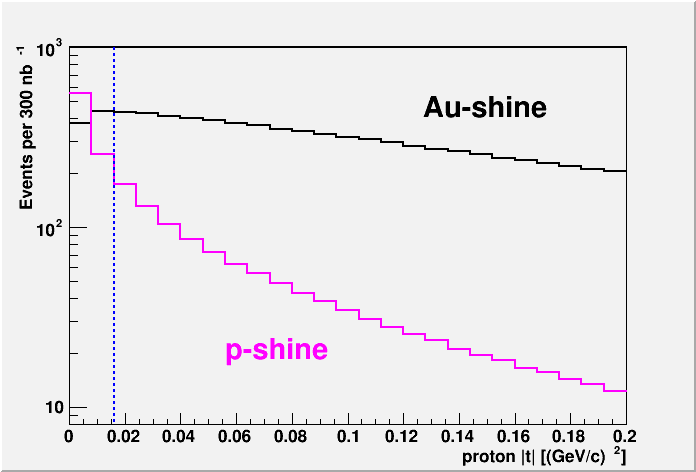 Events per 300 nb⁻¹
10³
10²
10
Au-shine
p-shine
0 0.02 0.04 0.06 0.08 0.1 0.12 0.14 0.16 0.18 0.2
proton |t| [(GeV/c) ²]